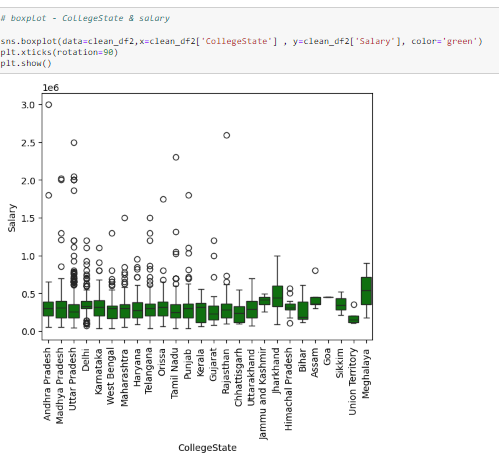 # boxplot - CollegeState & salary
sns.boxplot(data=clean_df2,x=clean_df2['CollegeState'] , y=clean_df2['Salary'], color='green')
plt.xticks(rotation=90)
plt.show()
1e6
3.0
2.5
2.0
1.5
1.0
0.5
0.0
Salary
Andhra Pradesh
Madhya Pradesh
Uttar Pradesh
Delhi
Karnataka
West Bengal
Maharashtra
Haryana
Telangana
Orissa
Tamil Nadu
Punjab
Kerala
Gujarat
Rajasthan
Chhattisgarh
Uttarakhand
Jammu and Kashmir
Jharkhand
Himachal Pradesh
Bihar
Assam
Goa
Sikkim
Union Territory
Meghalaya
CollegeState